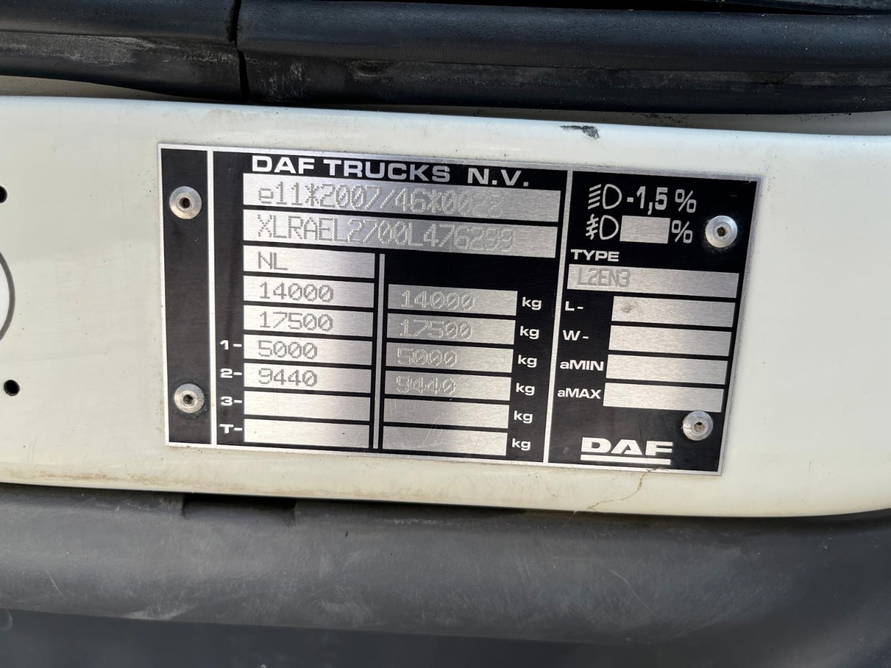 DAF TRUCKS N.V.
e11*2007/46*002
XLRAEL2700L476299
NL
14000 14000 kg
17500 17500 kg
1- 5000 5000 kg
2- 9440 9440 kg
3- kg
T- kg
-1,5 %
%
TYPE
L2EN3
L-
W-
aMIN
aMAX
DAF